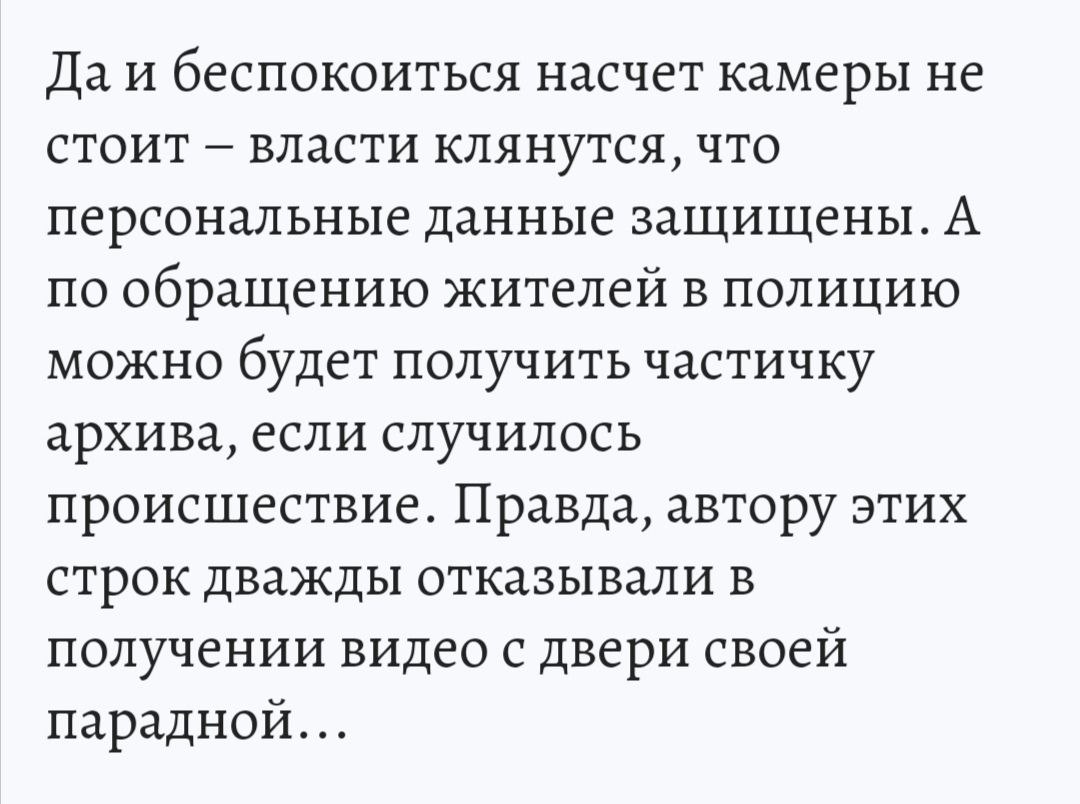 Да и беспокоиться насчет камеры не
стоит – власти клянутся, что
персональные данные защищены. А
по обращению жителей в полицию
можно будет получить частичку
архива, если случилось
происшествие. Правда, автору этих
строк дважды отказывали в
получении видео с двери своей
парадной...